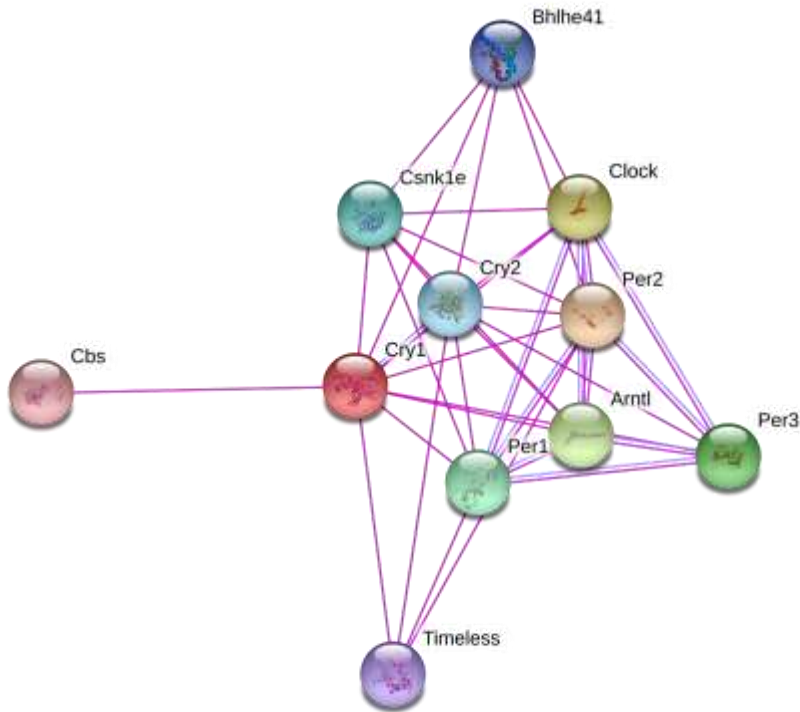 Bhlhe41
Csnk1e
Clock
Cry2
Per2
Cry1
Cbs
Arntl
Per3
Per1
Timeless